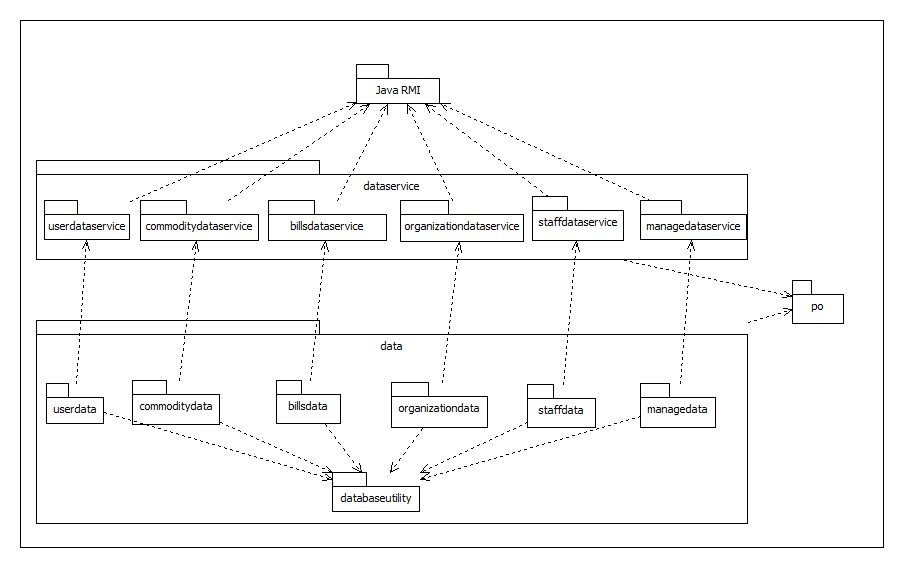 Java RMI
dataservice
userdataservice
commoditydataservice
billsdataservice
organizationdataservice
staffdataservice
managedataservice
po
data
userdata
commoditydata
billsdata
organizationdata
staffdata
managedata
databaseutility